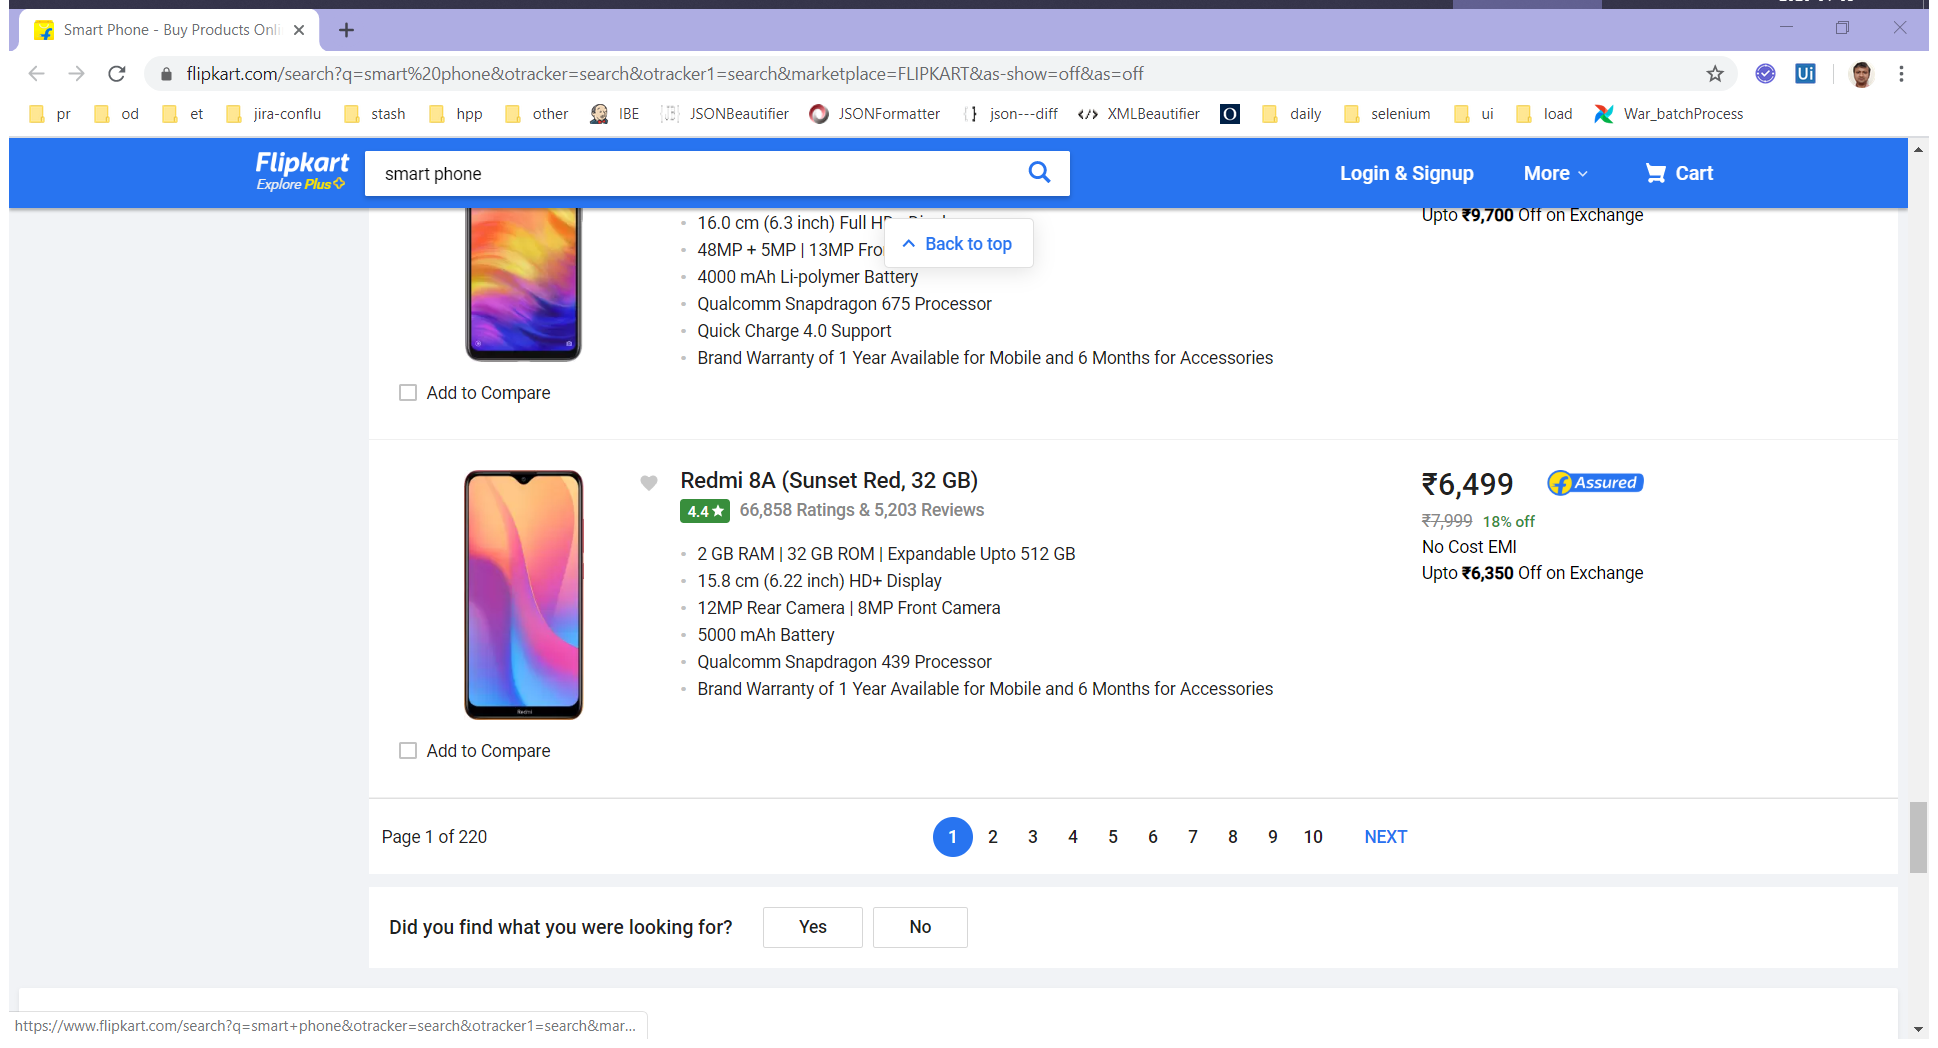 Smart Phone - Buy Products Onli
flipkart.com/search?q=smart%20phone&otracker=search&otracker1=search&marketplace=FLIPKART&as-show=off&as=off
Ui
pr od et jira-conflu stash hpp other IBE JSONBeautifier JSONFormatter json---diff XMLBeautifier O daily selenium ui load War_batchProcess
Flipkart
Explore Plus
smart phone
Login & Signup More Cart
Upto ₹9,700 Off on Exchange
16.0 cm (6.3 inch) Full
Back to top
48MP + 5MP | 13MP
4000 mAh Li-polymer Battery
Qualcomm Snapdragon 675 Processor
Quick Charge 4.0 Support
Brand Warranty of 1 Year Available for Mobile and 6 Months for Accessories
Add to Compare
Redmi 8A (Sunset Red, 32 GB)
4.4★ 66,858 Ratings & 5,203 Reviews
2 GB RAM | 32 GB ROM | Expandable Upto 512 GB
15.8 cm (6.22 inch) HD+ Display
12MP Rear Camera | 8MP Front Camera
5000 mAh Battery
Qualcomm Snapdragon 439 Processor
Brand Warranty of 1 Year Available for Mobile and 6 Months for Accessories
₹6,499 Assured
₹7,999 18% off
No Cost EMI
Upto ₹6,350 Off on Exchange
Redmi
Add to Compare
Page 1 of 220
1 2 3 4 5 6 7 8 9 10 NEXT
Did you find what you were looking for? Yes No
https://www.flipkart.com/search?q=smart+phone&otracker=search&otracker1=search&mar...